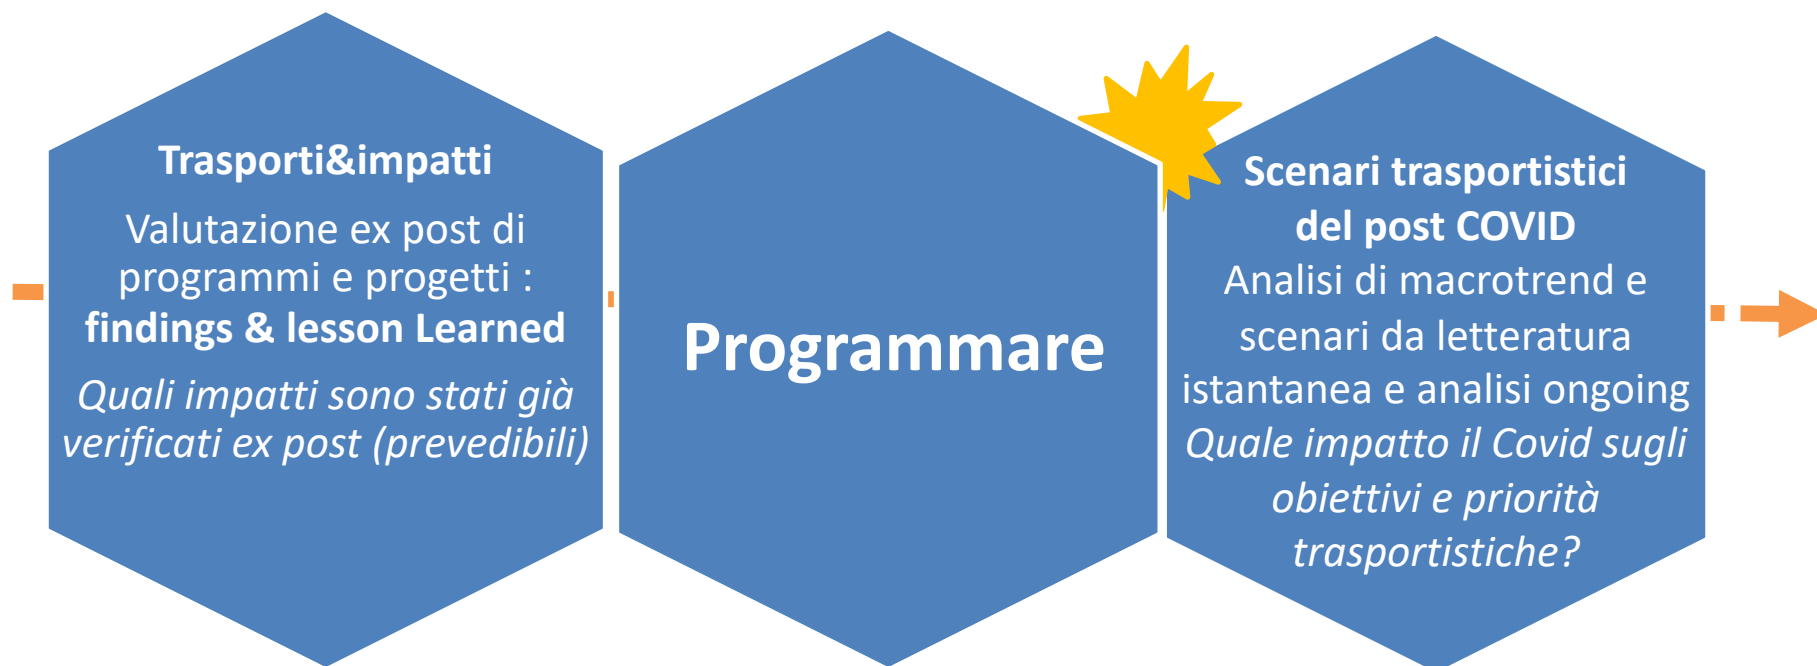 Trasporti&impatti
Valutazione ex post di
programmi e progetti :
findings & lesson Learned
Quali impatti sono stati già
verificati ex post (prevedibili)
Programmare
Scenari trasportistici
del post COVID
Analisi di macrotrend e
scenari da letteratura
istantanea e analisi ongoing
Quale impatto il Covid sugli
obiettivi e priorità
trasportistiche?